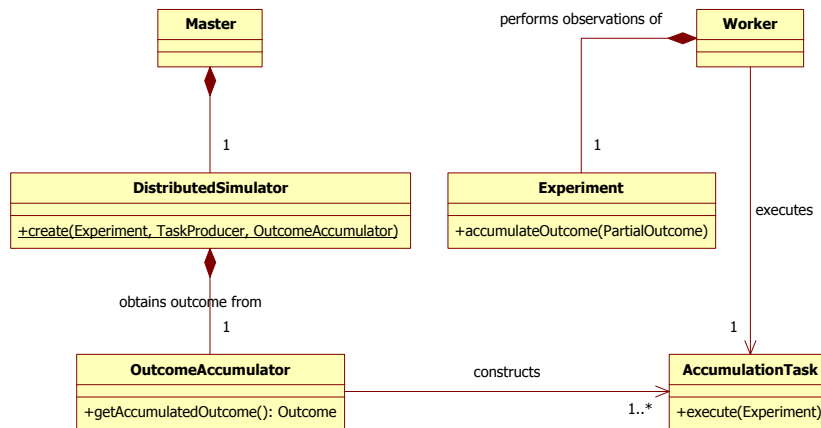 Master
performs observations of
Worker
1
1
DistributedSimulator
+create(Experiment, TaskProducer, OutcomeAccumulator)
Experiment
+accumulateOutcome(PartialOutcome)
executes
obtains outcome from
1
1
OutcomeAccumulator
+getAccumulatedOutcome(): Outcome
constructs
1..*
AccumulationTask
+execute(Experiment)